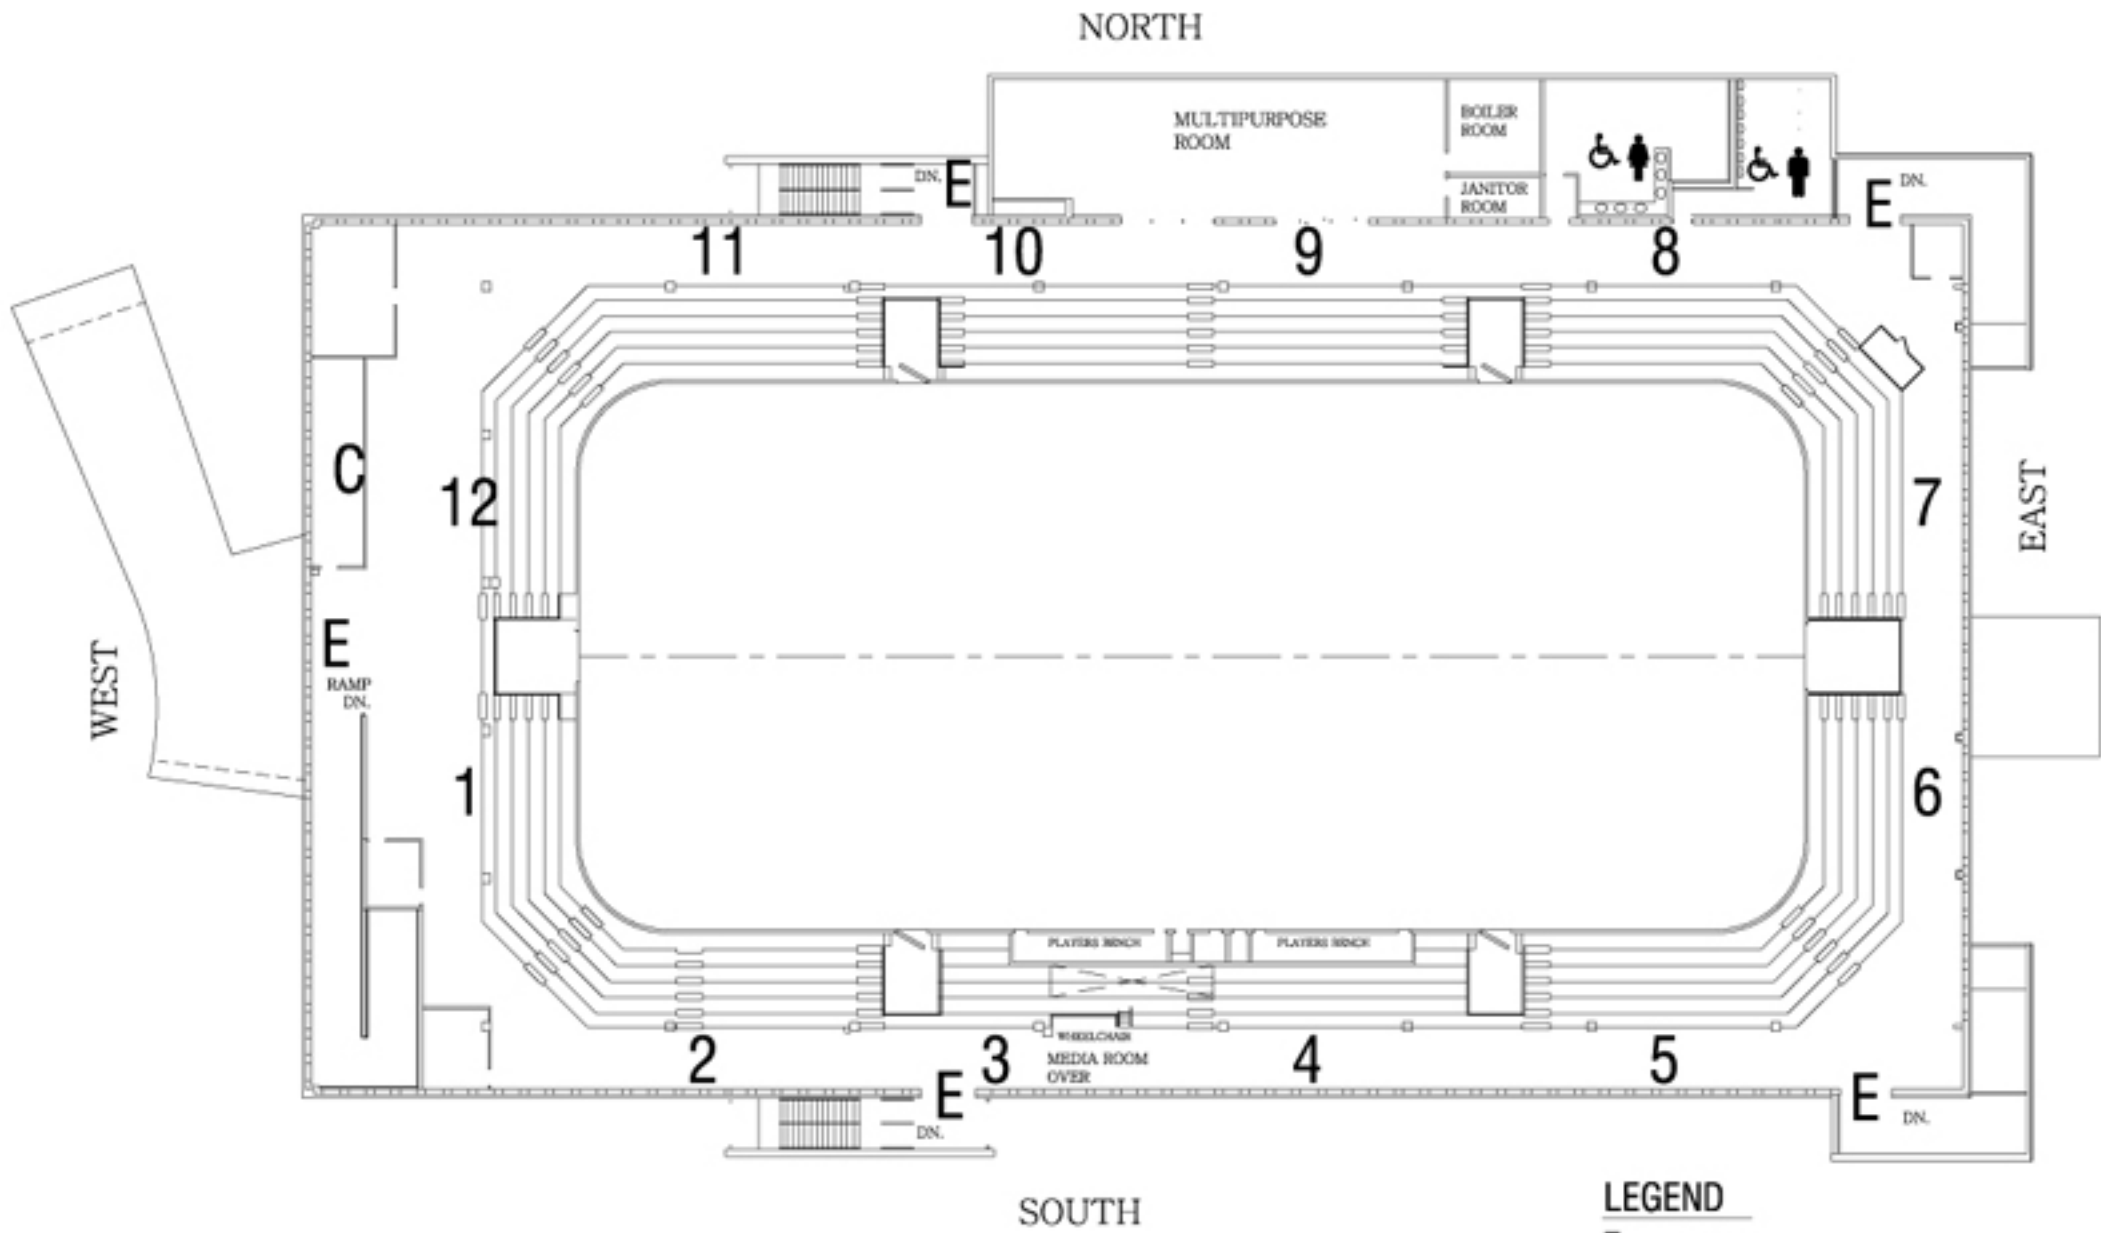 NORTH
MULTIPURPOSE
ROOM
BOILER
ROOM
JANITOR
ROOM
DN.
E
E
DN.
11
10
9
8
C
12
7
EAST
E
RAMP
DN.
WEST
1
6
PLAYERS BENCH
PLAYERS BENCH
WHEELCHAIR
MEDIA ROOM
OVER
2
3
4
5
E
DN.
E
DN.
SOUTH
LEGEND